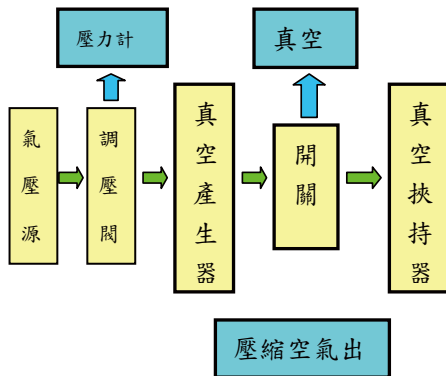 壓力計
真空
氣壓源
調壓閥
真空產生器
開關
真空挾持器
壓縮空氣出